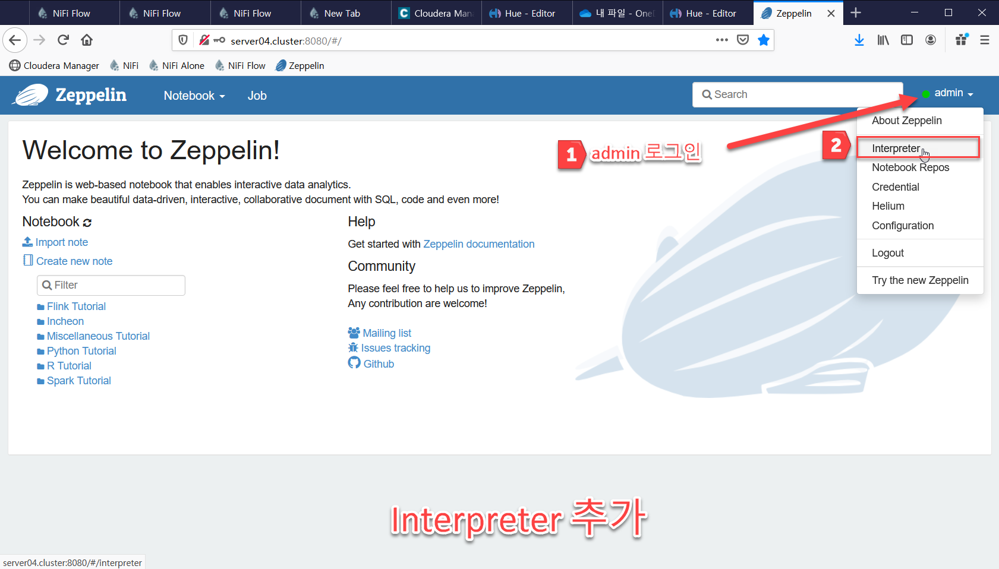 NiFi Flow
NiFi Flow
NiFi Flow
New Tab
Cloudera Man
Hue - Editor
내 파일 - OneD
Hue - Editor
Zeppelin
server04.cluster:8080/#/
Cloudera Manager
NiFi
NiFi Alone
NiFi Flow
Zeppelin
Zeppelin
Notebook
Job
Search
admin
About Zeppelin
Interpreter
Notebook Repos
Credential
Helium
Configuration
Logout
Try the new Zeppelin
1 admin 로그인
2
Welcome to Zeppelin!
Zeppelin is web-based notebook that enables interactive data analytics.
You can make beautiful data-driven, interactive, collaborative document with SQL, code and even more!
Notebook
Import note
Create new note
Filter
Flink Tutorial
Incheon
Miscellaneous Tutorial
Python Tutorial
R Tutorial
Spark Tutorial
Help
Get started with Zeppelin documentation
Community
Please feel free to help us to improve Zeppelin,
Any contribution are welcome!
Mailing list
Issues tracking
Github
Interpreter 추가
server04.cluster:8080/#/interpreter